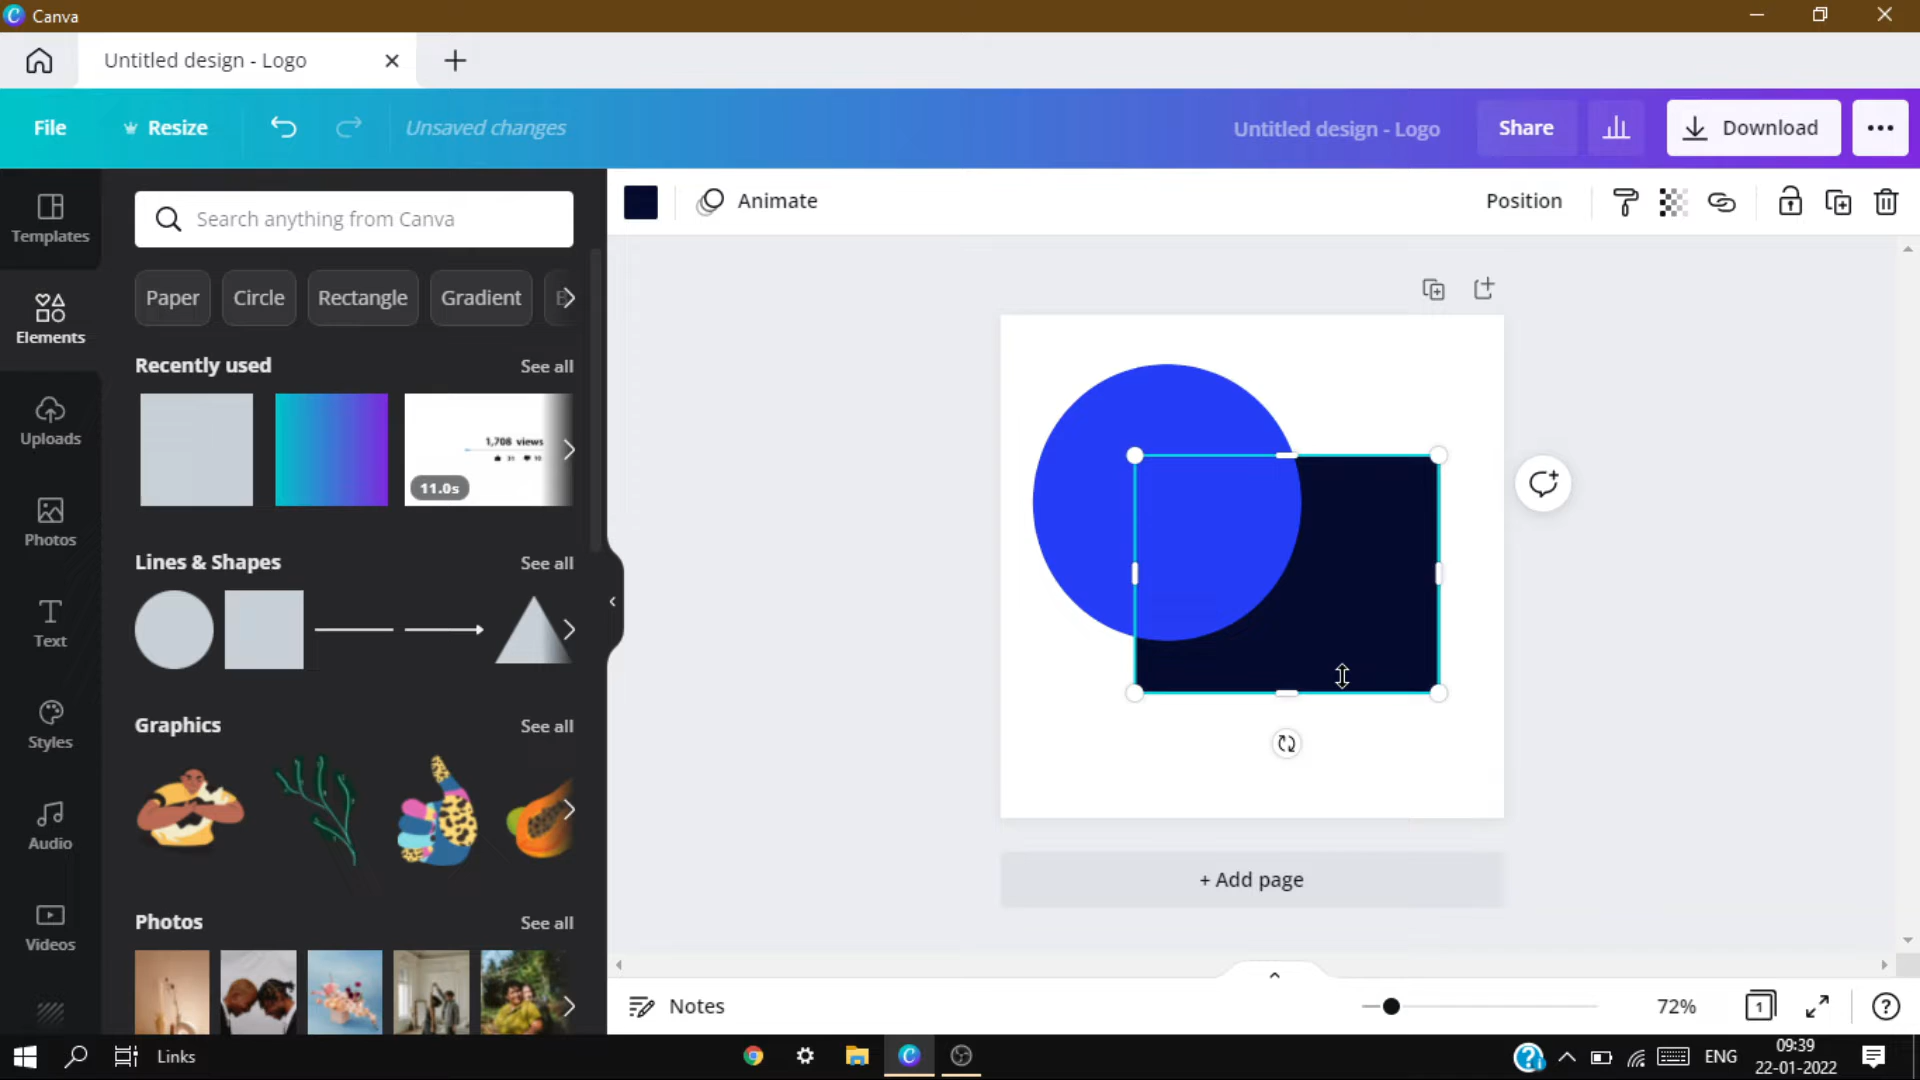 Canva
Untitled design - Logo
File
Resize
Unsaved changes
Untitled design - Logo
Share
Download
Templates
Search anything from Canva
Animate
Position
Paper
Circle
Rectangle
Gradient
Elements
Recently used
See all
Uploads
1,708 views
11.0s
Photos
Lines & Shapes
See all
Text
Graphics
See all
Styles
Audio
+ Add page
Photos
See all
Videos
Notes
72%
1
Links
ENG
09:39
22-01-2022